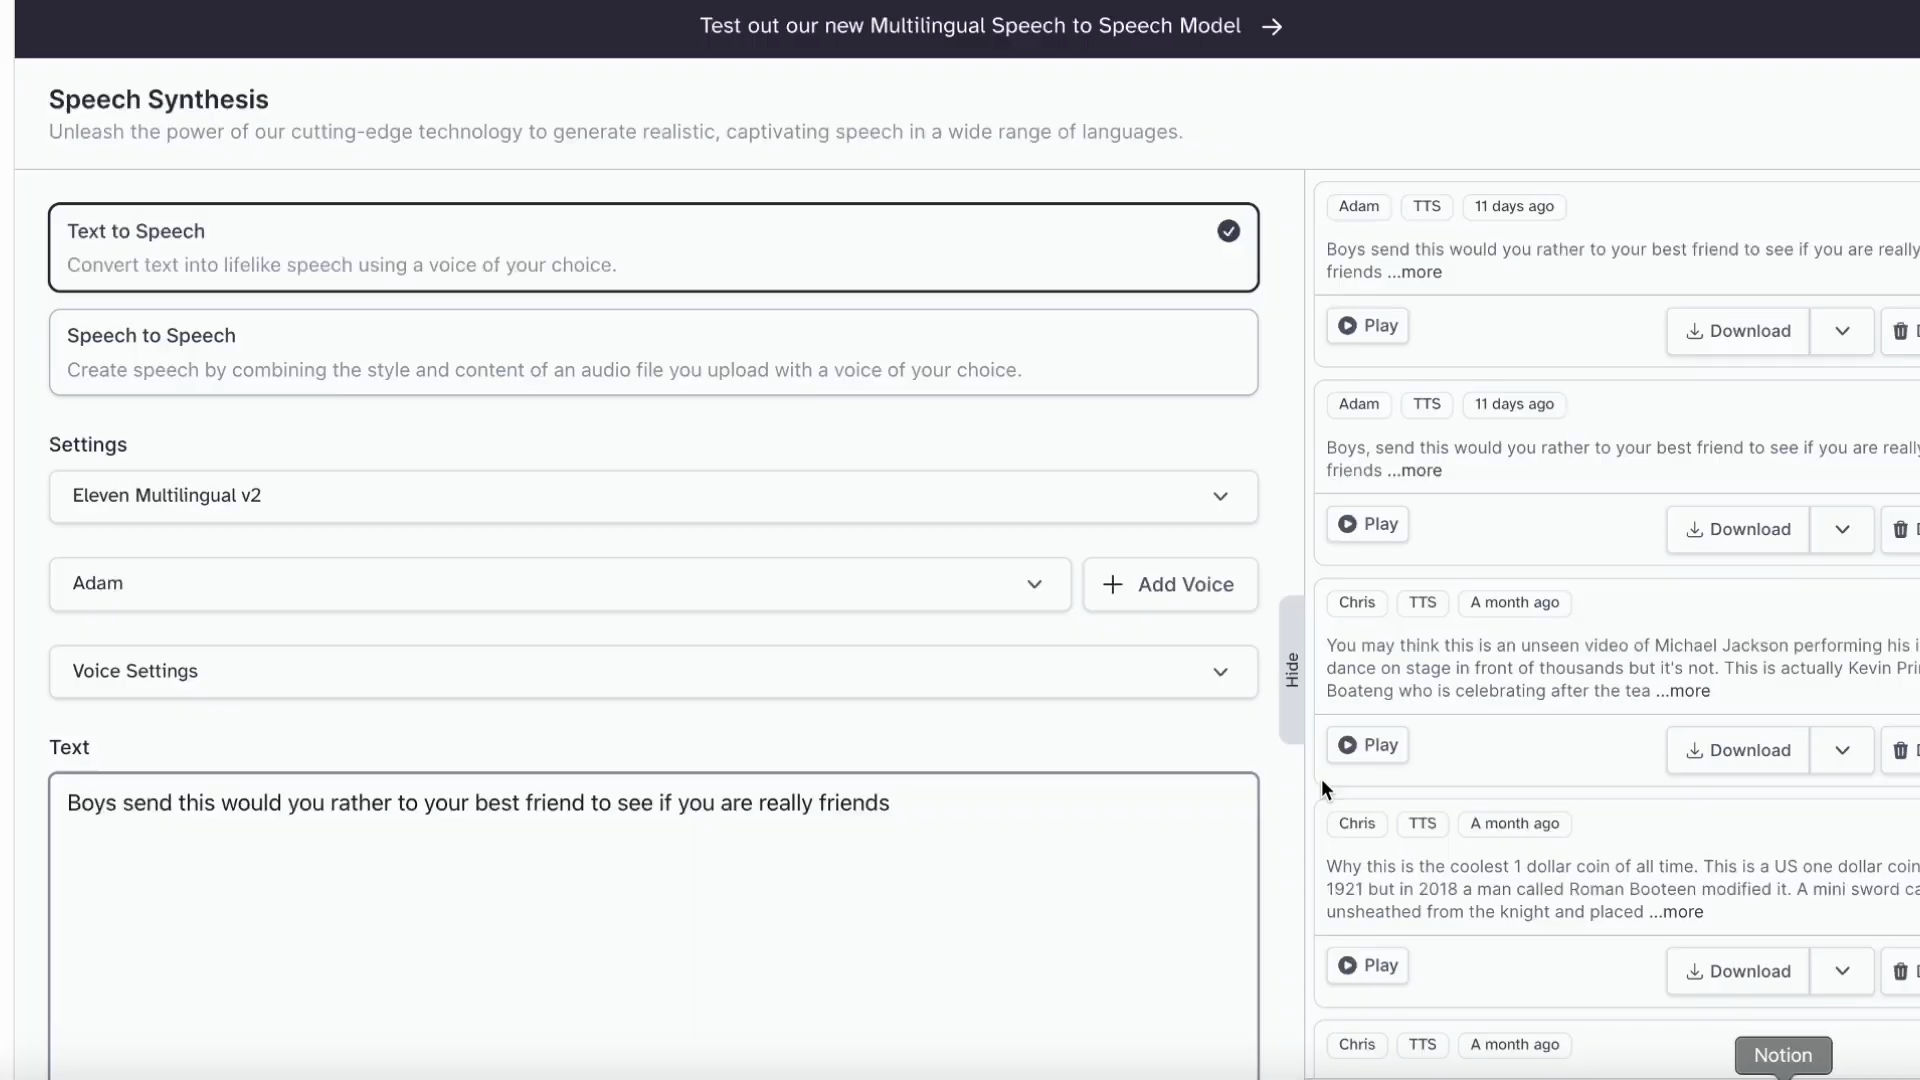 Test out our new Multilingual Speech to Speech Model →
Speech Synthesis
Unleash the power of our cutting-edge technology to generate realistic, captivating speech in a wide range of languages.
Text to Speech
Convert text into lifelike speech using a voice of your choice.
Speech to Speech
Create speech by combining the style and content of an audio file you upload with a voice of your choice.
Settings
Eleven Multilingual v2
Adam
+ Add Voice
Voice Settings
Text
Boys send this would you rather to your best friend to see if you are really friends
Hide
Adam TTS 11 days ago
Boys send this would you rather to your best friend to see if you are really
friends ...more
Play Download
Adam TTS 11 days ago
Boys, send this would you rather to your best friend to see if you are really
friends ...more
Play Download
Chris TTS A month ago
You may think this is an unseen video of Michael Jackson performing his
dance on stage in front of thousands but it's not. This is actually Kevin
Boateng who is celebrating after the tea ...more
Play Download
Chris TTS A month ago
Why this is the coolest 1 dollar coin of all time. This is a US one dollar coin
1921 but in 2018 a man called Roman Booteen modified it. A mini sword
unsheathed from the knight and placed ...more
Play Download
Chris TTS A month ago
Notion